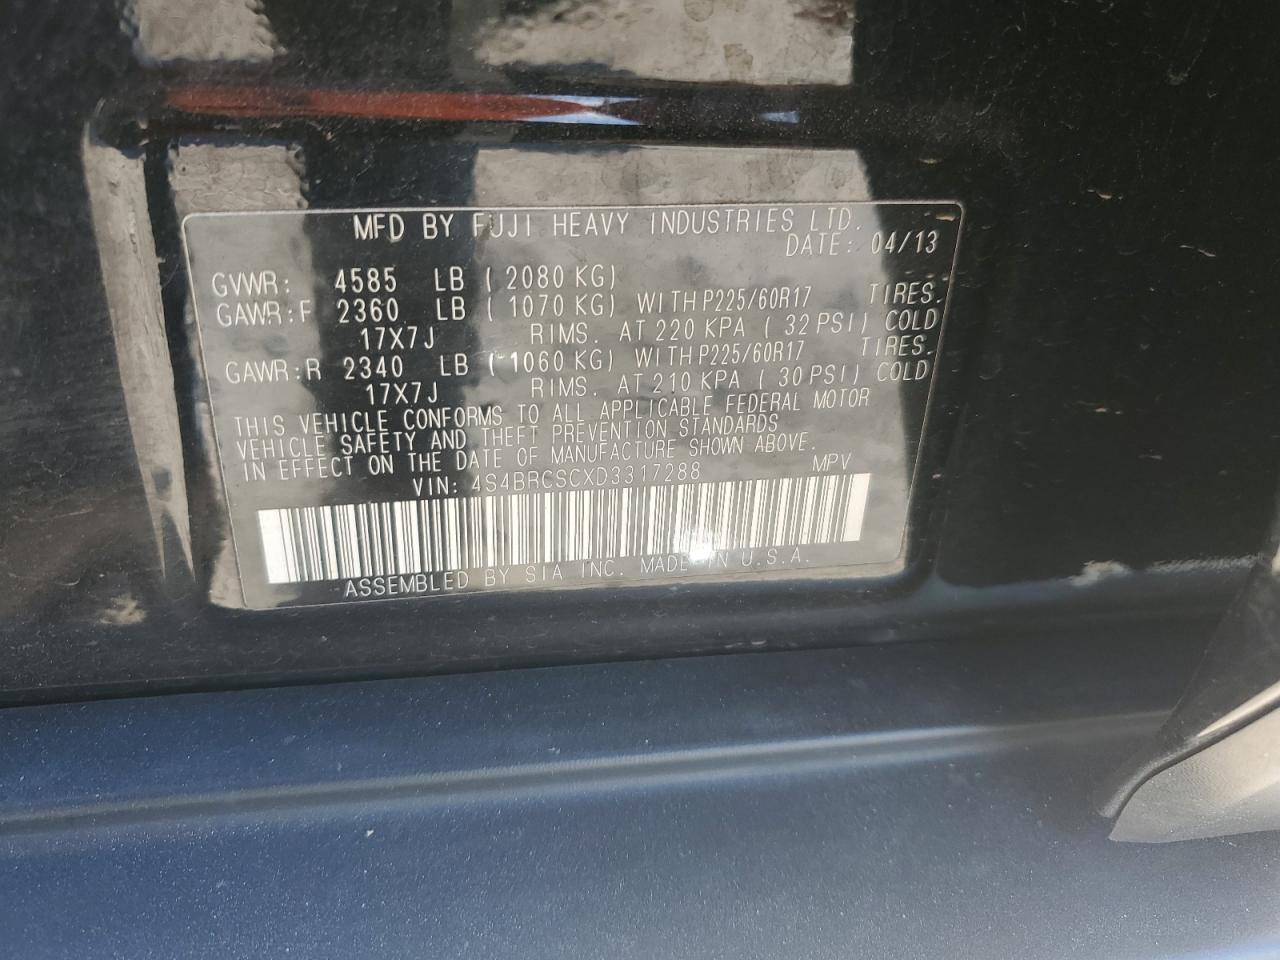 MFD BY FUJI HEAVY INDUSTRIES LTD.
DATE: 04/13
GVWR: 4585 LB ( 2080 KG)
GAWR:F 2360 LB ( 1070 KG) WITH P225/60R17 TIRES.
17X7J RIMS. AT 220 KPA ( 32 PSI) COLD
GAWR:R 2340 LB ( 1060 KG) WITH P225/60R17 TIRES.
17X7J RIMS. AT 210 KPA ( 30 PSI) COLD
THIS VEHICLE CONFORMS TO ALL APPLICABLE FEDERAL MOTOR
VEHICLE SAFETY AND THEFT PREVENTION STANDARDS
IN EFFECT ON THE DATE OF MANUFACTURE SHOWN ABOVE.
VIN: 4S4BRCSCXD3317288 MPV
ASSEMBLED BY SIA INC. MADE IN U.S.A.